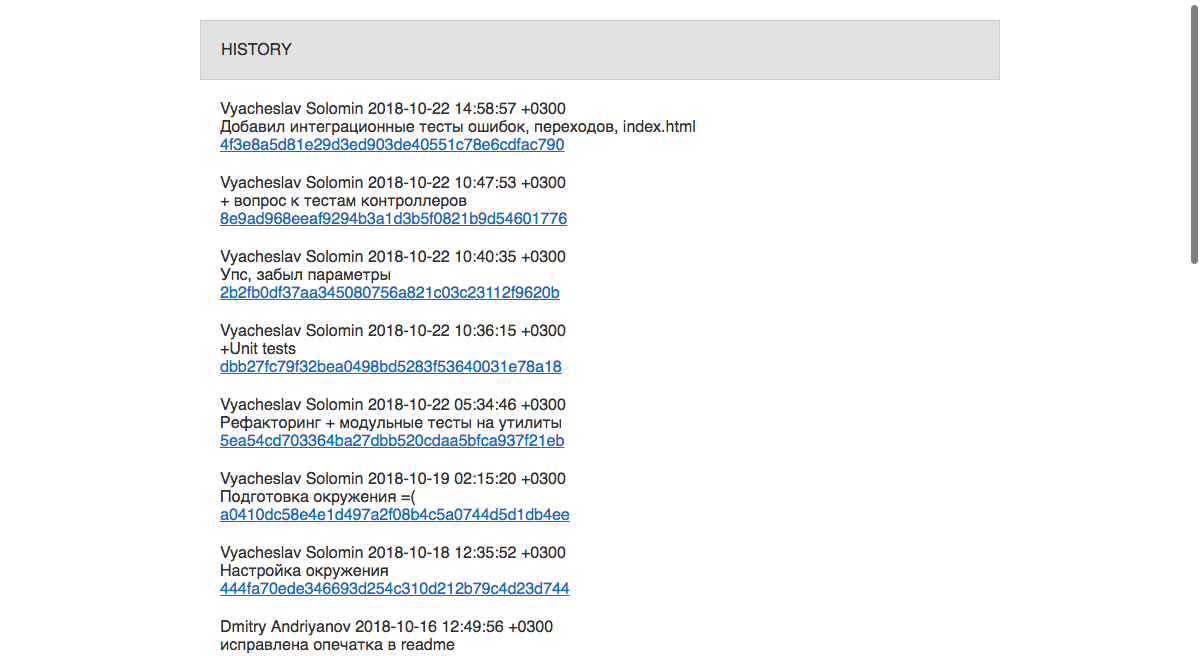 HISTORY
Vyacheslav Solomin 2018-10-22 14:58:57 +0300
Добавил интеграционные тесты ошибок, переходов, index.html
4f3e8a5d81e29d3ed903de40551c78e6cdfac790
Vyacheslav Solomin 2018-10-22 10:47:53 +0300
+ вопрос к тестам контроллеров
8e9ad968eeaf9294b3a1d3b5f0821b9d54601776
Vyacheslav Solomin 2018-10-22 10:40:35 +0300
Упс, забыл параметры
2b2fb0df37aa345080756a821c03c23112f9620b
Vyacheslav Solomin 2018-10-22 10:36:15 +0300
+Unit tests
dbb27fc79f32bea0498bd5283f53640031e78a18
Vyacheslav Solomin 2018-10-22 05:34:46 +0300
Рефакторинг + модульные тесты на утилиты
5ea54cd703364ba27dbb520cdaa5bfca937f21eb
Vyacheslav Solomin 2018-10-19 02:15:20 +0300
Подготовка окружения =(
a0410dc58e4e1d497a2f08b4c5a0744d5d1db4ee
Vyacheslav Solomin 2018-10-18 12:35:52 +0300
Настройка окружения
444fa70ede346693d254c310d212b79c4d23d744
Dmitry Andriyanov 2018-10-16 12:49:56 +0300
исправлена опечатка в readme